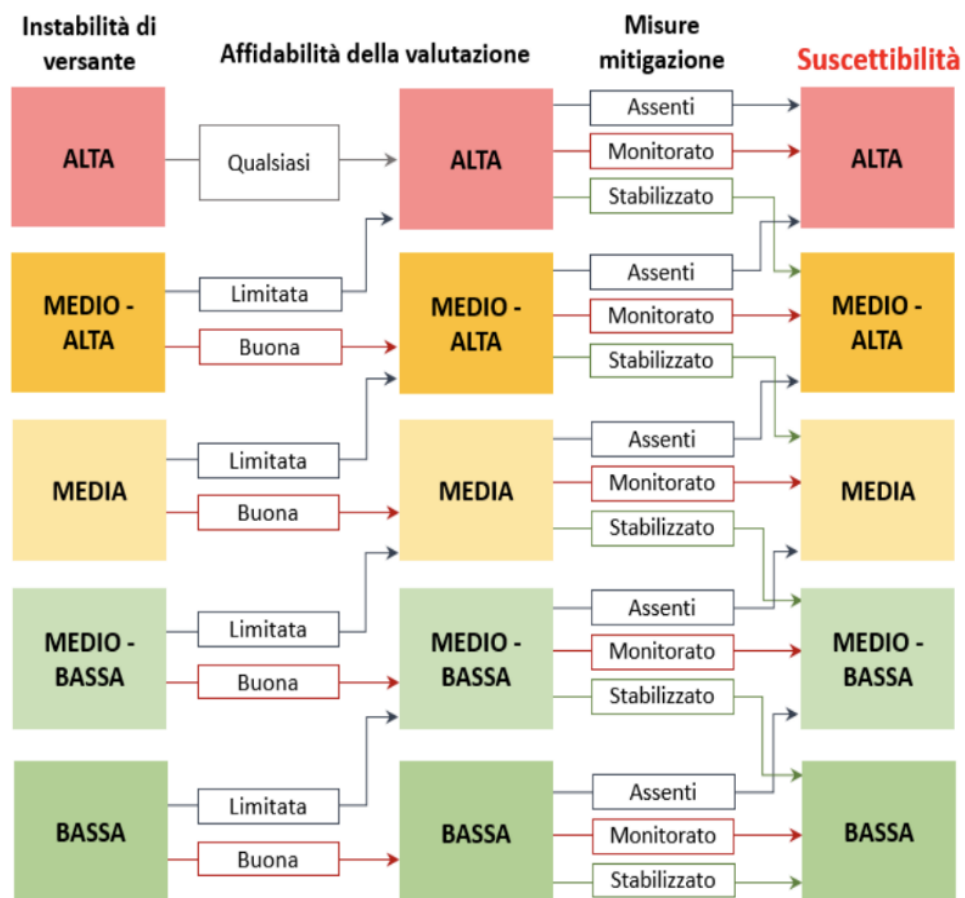 Instabilità di
versante
Affidabilità della valutazione
Misure
mitigazione
Suscettibilità
ALTA
Qualsiasi
ALTA
Assenti
Monitorato
Stabilizzato
ALTA
MEDIO -
ALTA
Limitata
Buona
MEDIO -
ALTA
Assenti
Monitorato
Stabilizzato
MEDIO -
ALTA
MEDIA
Limitata
Buona
MEDIA
Assenti
Monitorato
Stabilizzato
MEDIA
MEDIO -
BASSA
Limitata
Buona
MEDIO -
BASSA
Assenti
Monitorato
Stabilizzato
MEDIO -
BASSA
BASSA
Limitata
Buona
BASSA
Assenti
Monitorato
Stabilizzato
BASSA